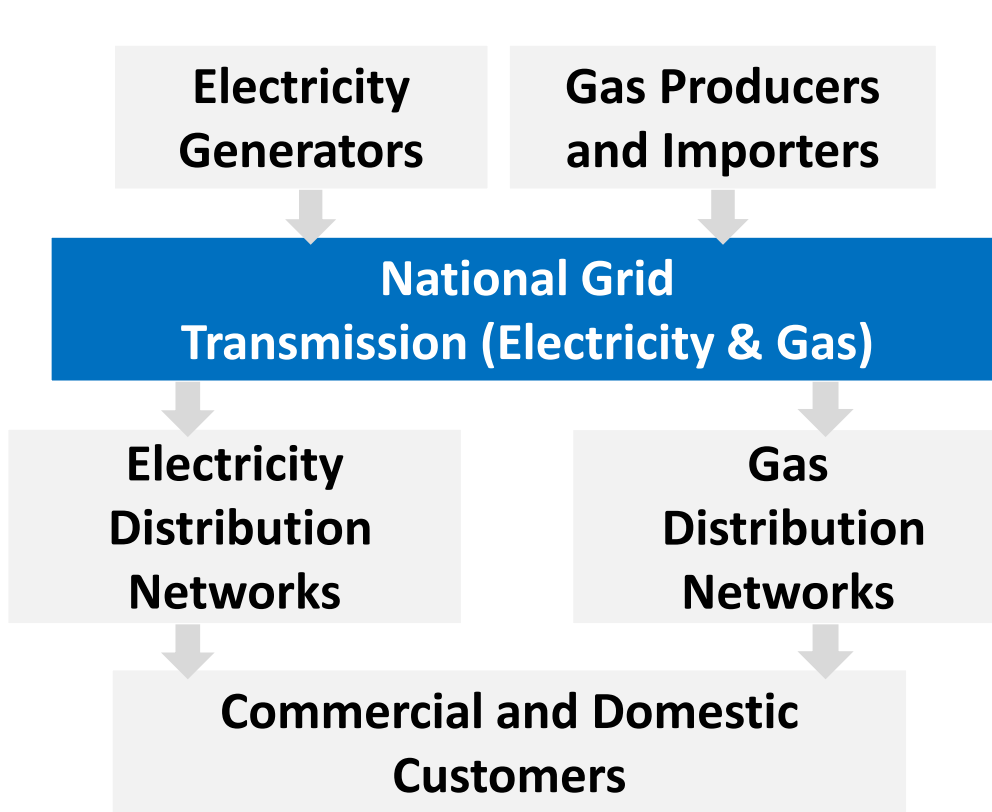 Electricity
Generators
Gas Producers
and Importers
National Grid
Transmission (Electricity & Gas)
Electricity
Distribution
Networks
Gas
Distribution
Networks
Commercial and Domestic
Customers